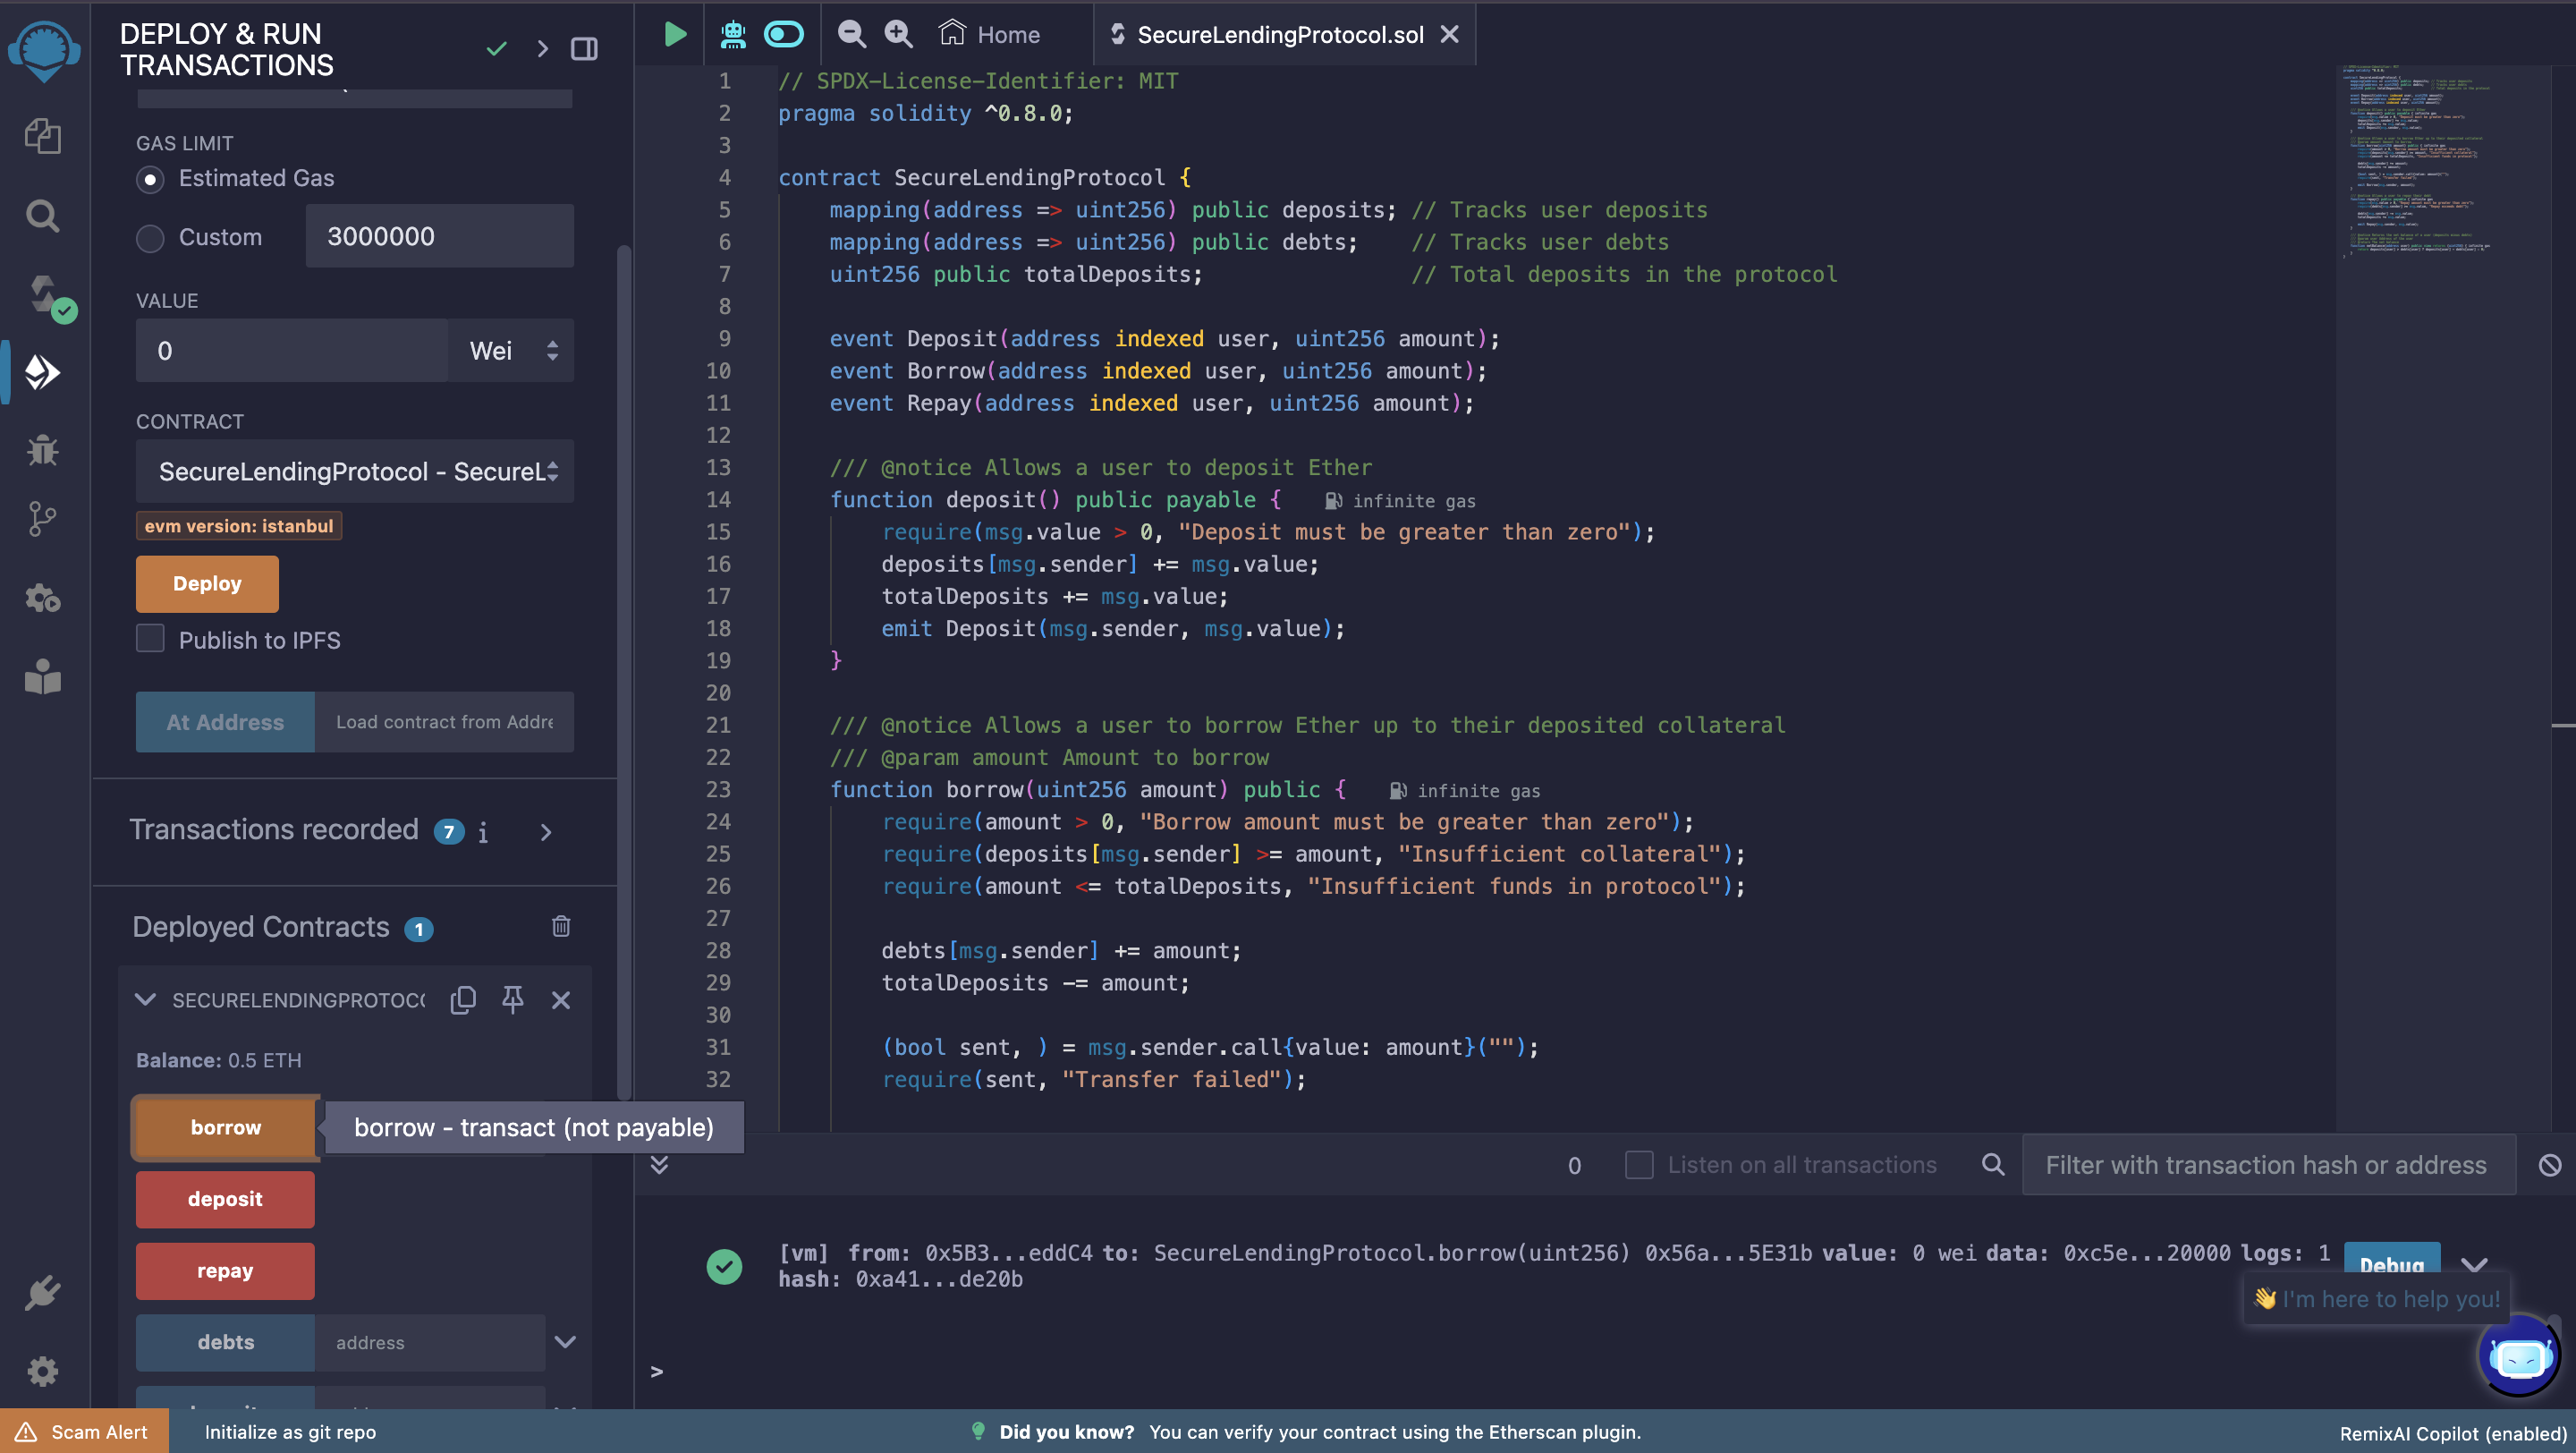 DEPLOY & RUN
TRANSACTIONS
GAS LIMIT
Estimated Gas
Custom
3000000
VALUE
0
Wei
CONTRACT
SecureLendingProtocol - SecureL
evm version: istanbul
Deploy
Publish to IPFS
At Address
Load contract from Addre
Transactions recorded 7 i
Deployed Contracts 1
SECURELENDINGPROTOCO
Balance: 0.5 ETH
borrow
borrow - transact (not payable)
deposit
repay
debts
address
Home
SecureLendingProtocol.sol
1 // SPDX-License-Identifier: MIT
2 pragma solidity ^0.8.0;
3
4 contract SecureLendingProtocol {
5 mapping(address => uint256) public deposits; // Tracks user deposits
6 mapping(address => uint256) public debts; // Tracks user debts
7 uint256 public totalDeposits; // Total deposits in the protocol
8
9 event Deposit(address indexed user, uint256 amount);
10 event Borrow(address indexed user, uint256 amount);
11 event Repay(address indexed user, uint256 amount);
12
13 /// @notice Allows a user to deposit Ether
14 function deposit() public payable { infinite gas
15 require(msg.value > 0, "Deposit must be greater than zero");
16 deposits[msg.sender] += msg.value;
17 totalDeposits += msg.value;
18 emit Deposit(msg.sender, msg.value);
19 }
20
21 /// @notice Allows a user to borrow Ether up to their deposited collateral
22 /// @param amount Amount to borrow
23 function borrow(uint256 amount) public { infinite gas
24 require(amount > 0, "Borrow amount must be greater than zero");
25 require(deposits[msg.sender] >= amount, "Insufficient collateral");
26 require(amount <= totalDeposits, "Insufficient funds in protocol");
27
28 debts[msg.sender] += amount;
29 totalDeposits -= amount;
30
31 (bool sent, ) = msg.sender.call{value: amount}("");
32 require(sent, "Transfer failed");
0
Listen on all transactions
Filter with transaction hash or address
[vm] from: 0x5B3...eddC4 to: SecureLendingProtocol.borrow(uint256) 0x56a...5E31b value: 0 wei data: 0xc5e...20000 logs: 1
hash: 0xa41...de20b
Debug
👋 I'm here to help you!
>
Scam Alert
Initialize as git repo
Did you know? You can verify your contract using the Etherscan plugin.
RemixAI Copilot (enabled)